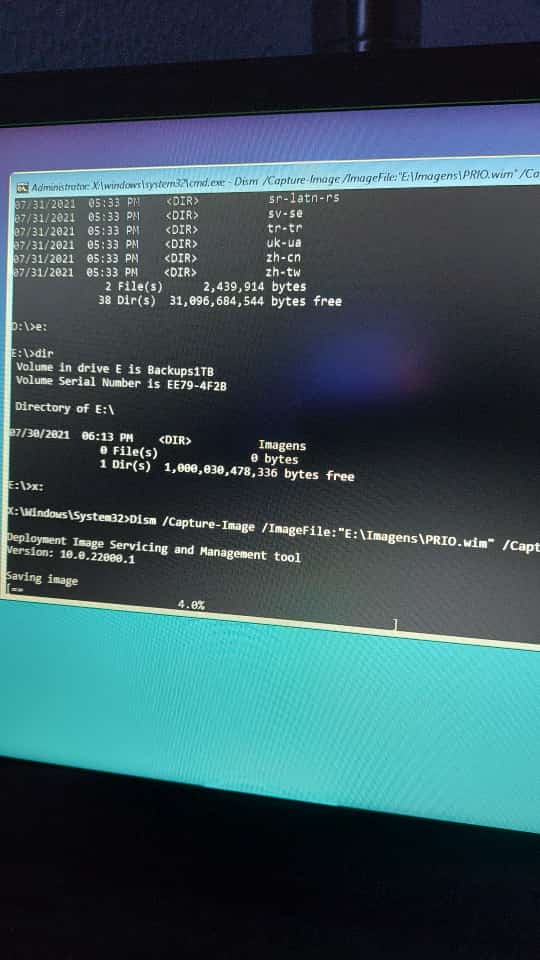 Administrator: X:\windows\system32\cmd.exe - Dism /Capture-Image /ImageFile:"E:\Imagens\PRIO.wim" /Ca
07/31/2021 05:33 PM <DIR> sr-latn-rs
07/31/2021 05:33 PM <DIR> sv-se
07/31/2021 05:33 PM <DIR> tr-tr
07/31/2021 05:33 PM <DIR> uk-ua
07/31/2021 05:33 PM <DIR> zh-cn
07/31/2021 05:33 PM <DIR> zh-tw
2 File(s) 2,439,914 bytes
38 Dir(s) 31,096,684,544 bytes free
D:\>e:
E:\>dir
Volume in drive E is Backups1TB
Volume Serial Number is EE79-4F2B
Directory of E:\
07/30/2021 06:13 PM <DIR> Imagens
0 File(s) 0 bytes
1 Dir(s) 1,000,030,478,336 bytes free
E:\>x:
X:\Windows\System32>Dism /Capture-Image /ImageFile:"E:\Imagens\PRIO.wim" /Capt
Deployment Image Servicing and Management tool
Version: 10.0.22000.1
Saving image
[== 4.0% ]